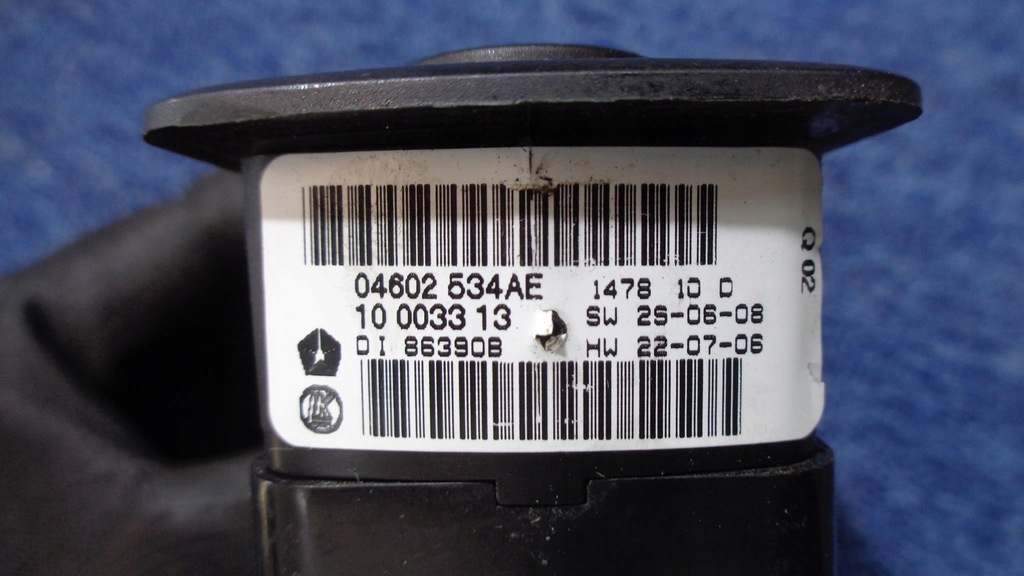 04602 534AE
10 0033 13
DI 86390B
1478 10 D
SW 25-06-08
HW 22-07-06
Q 02